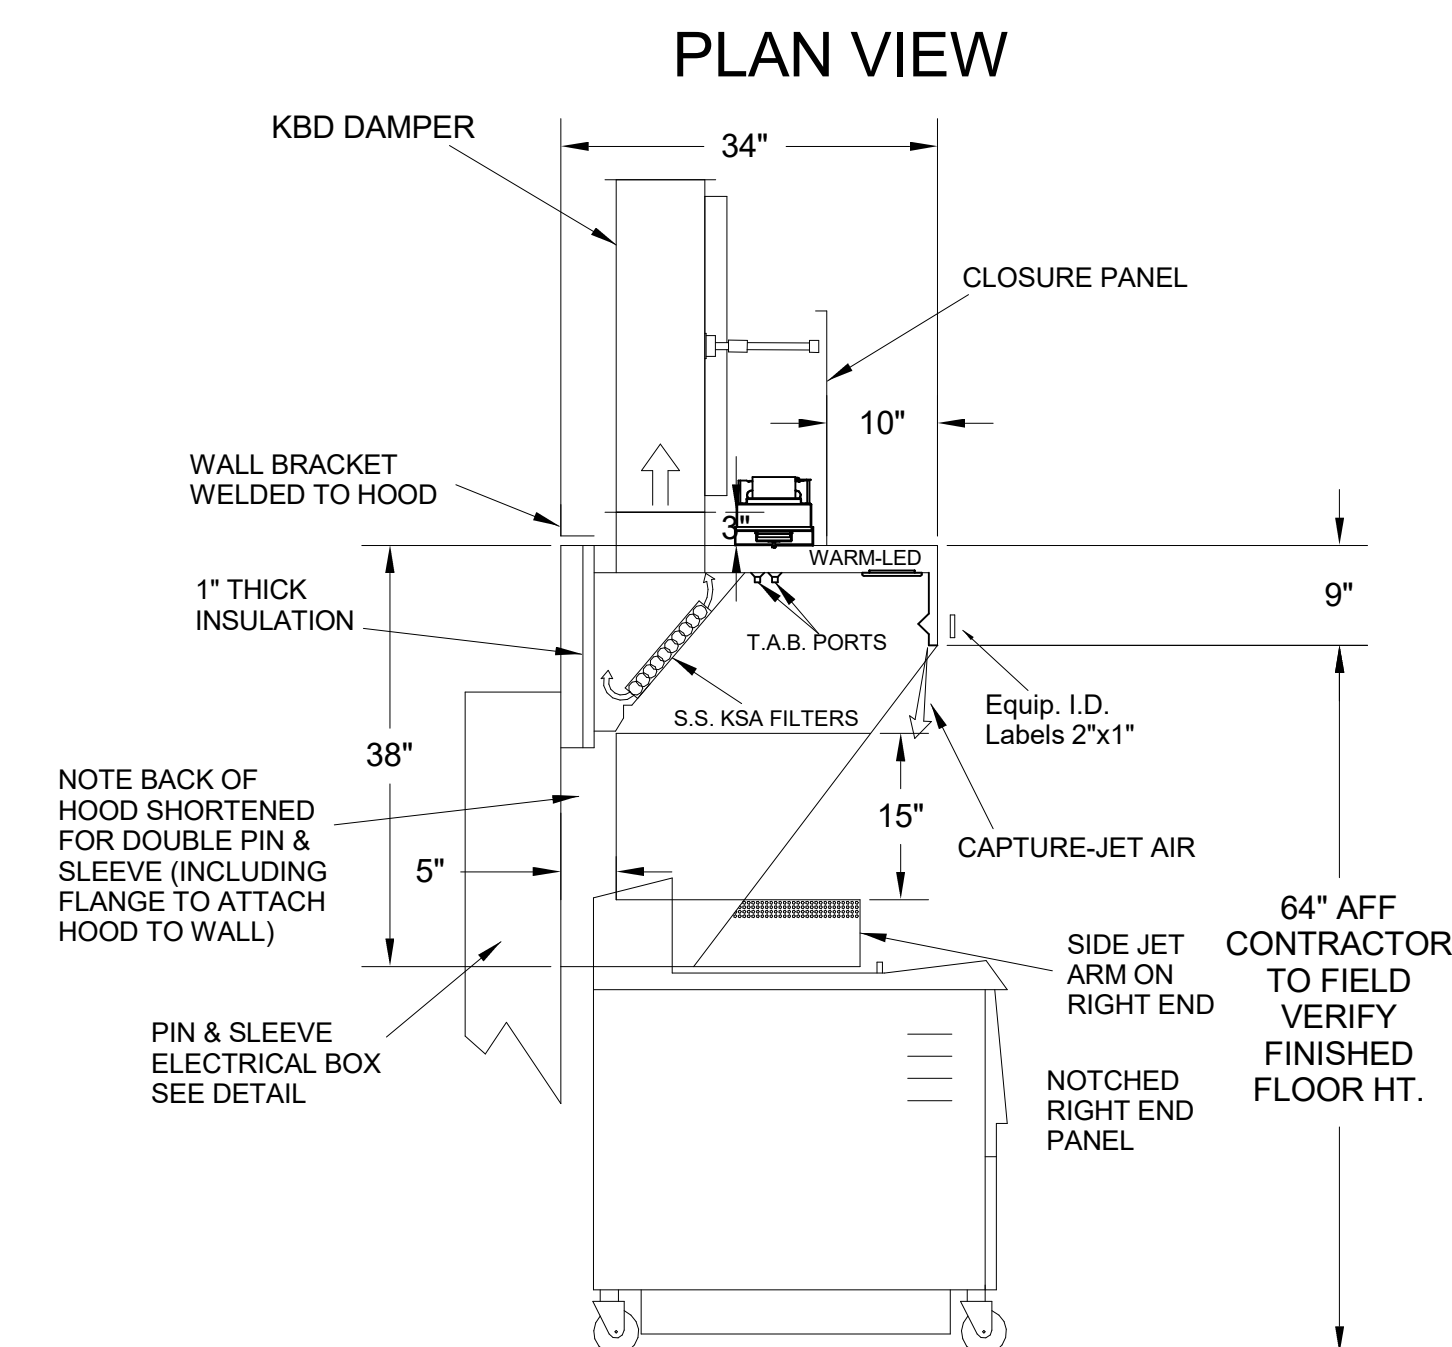 PLAN VIEW
KBD DAMPER
34"
CLOSURE PANEL
10"
WALL BRACKET
WELDED TO HOOD
3"
WARM-LED
1" THICK
INSULATION
9"
T.A.B. PORTS
S.S. KSA FILTERS
Equip. I.D.
Labels 2"x1"
38"
NOTE BACK OF
HOOD SHORTENED
FOR DOUBLE PIN &
SLEEVE (INCLUDING
FLANGE TO ATTACH
HOOD TO WALL)
15"
CAPTURE-JET AIR
5"
64" AFF
CONTRACTOR
TO FIELD
VERIFY
FINISHED
FLOOR HT.
SIDE JET
ARM ON
RIGHT END
PIN & SLEEVE
ELECTRICAL BOX
SEE DETAIL
NOTCHED
RIGHT END
PANEL